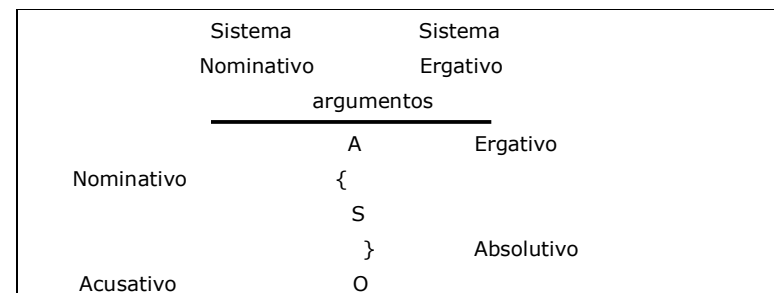 Sistema Sistema
Nominativo Ergativo
argumentos
A Ergativo
Nominativo {
S
} Absolutivo
Acusativo O